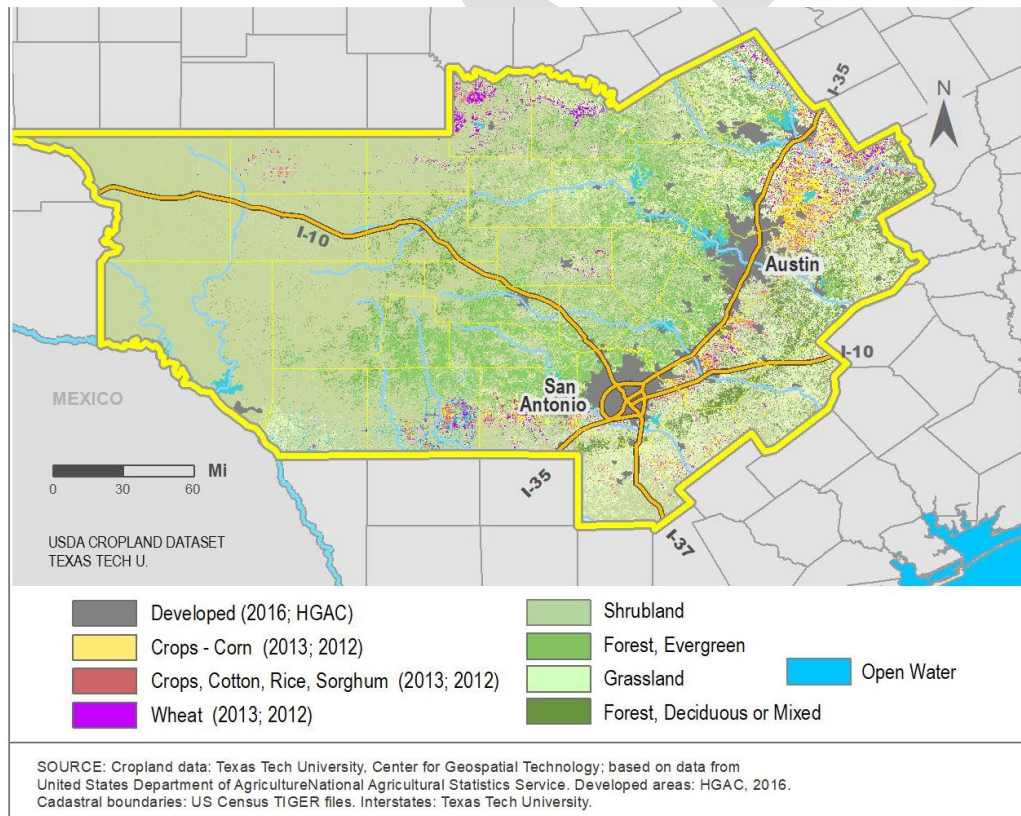 I-35
N
I-10
Austin
I-10
San
Antonio
MEXICO
Mi
0 30 60
I-35
I-37
USDA CROPLAND DATASET
TEXAS TECH U.
Developed (2016; HGAC)
Crops - Corn (2013; 2012)
Crops, Cotton, Rice, Sorghum (2013; 2012)
Wheat (2013; 2012)
Shrubland
Forest, Evergreen
Grassland
Forest, Deciduous or Mixed
Open Water
SOURCE: Cropland data: Texas Tech University, Center for Geospatial Technology; based on data from
United States Department of AgricultureNational Agricultural Statistics Service. Developed areas: HGAC, 2016.
Cadastral boundaries: US Census TIGER files. Interstates: Texas Tech University.